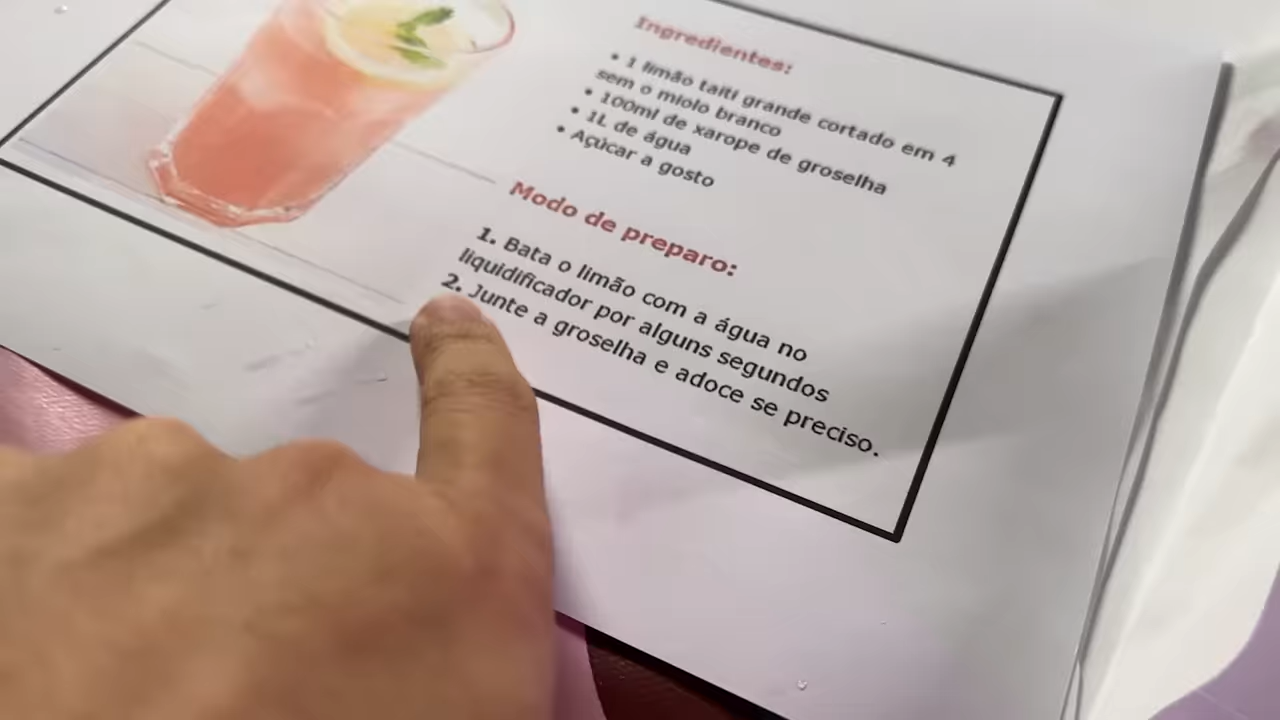 Ingredientes:
• 1 limão taiti grande cortado em 4
sem o miolo branco
• 100ml de xarope de groselha
• 1L de água
• Açúcar a gosto
Modo de preparo:
1. Bata o limão com a água no
liquidificador por alguns segundos
2. Junte a groselha e adoce se preciso.